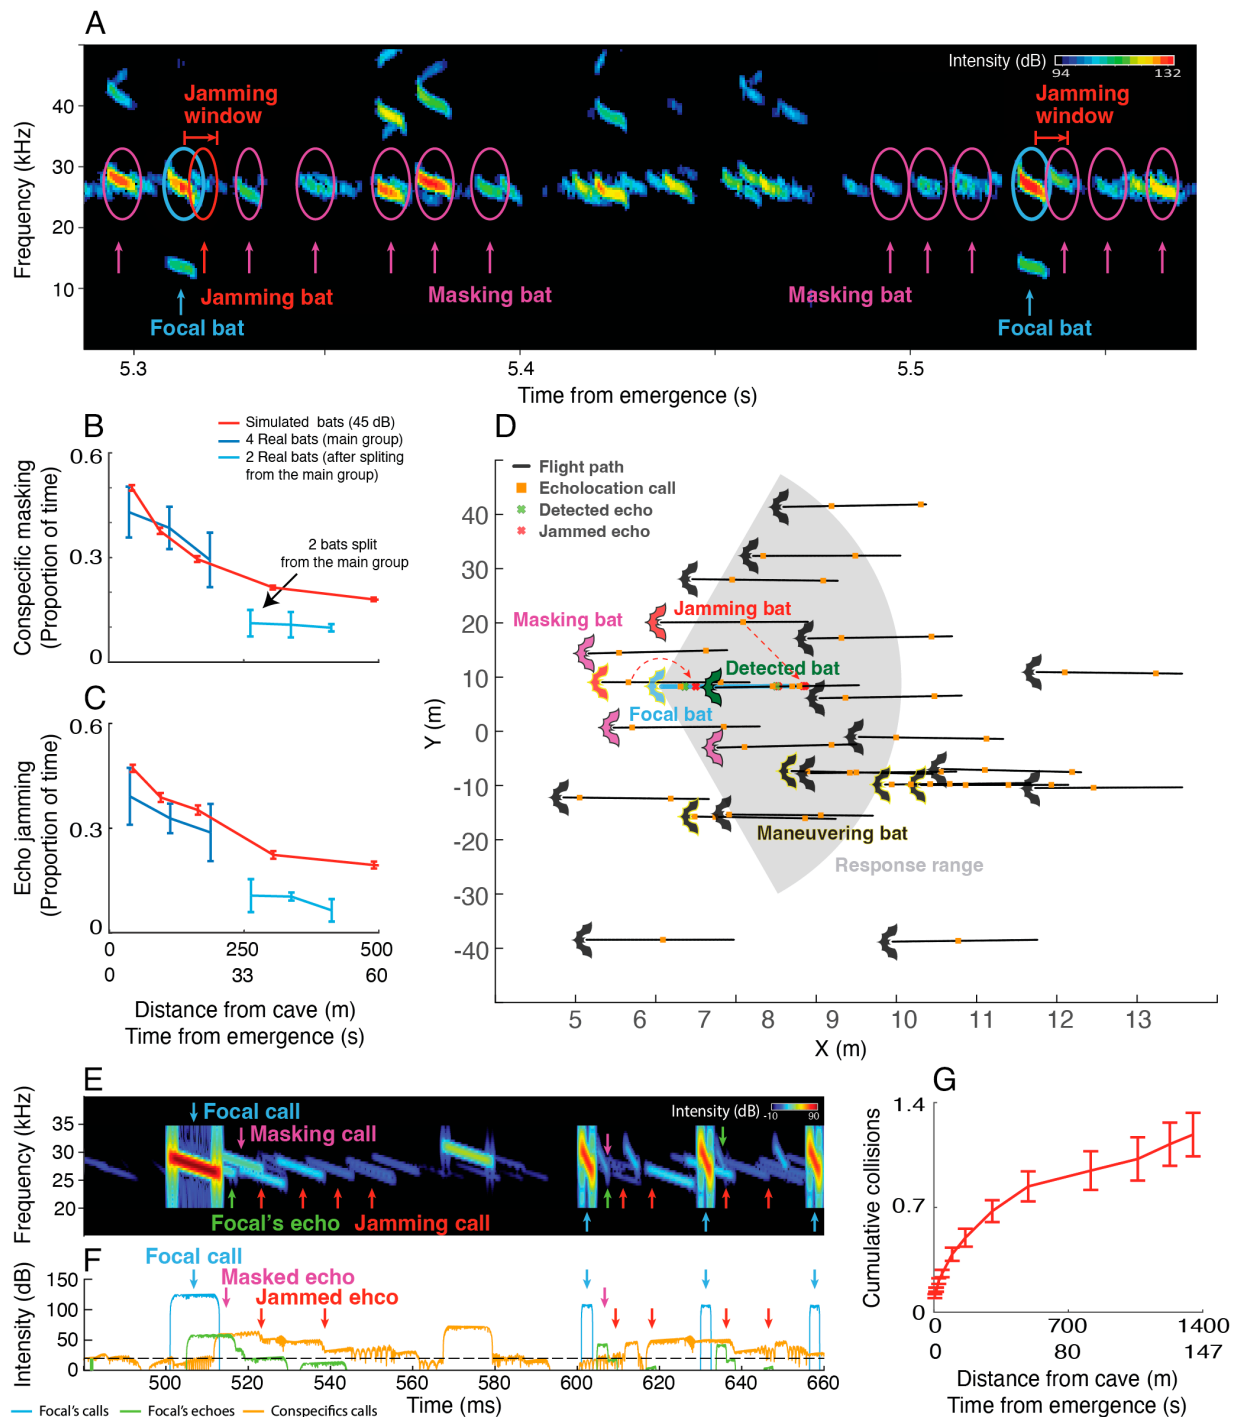 A
Intensity (dB)
94 132
Jamming window
Jamming window
Frequency (kHz)
40
30
20
10
Jamming bat
Masking bat
Masking bat
Focal bat
Focal bat
5.3 5.4 5.5
Time from emergence (s)
B
Simulated bats (45 dB)
4 Real bats (main group)
2 Real bats (after spliting
from the main group)
Conspecific masking
(Proportion of time)
0.6
0.3
0
2 bats split
from the main group
C
Echo jamming
(Proportion of time)
0.6
0.3
0
0 250 500
0 33 60
Distance from cave (m)
Time from emergence (s)
D
Flight path
Echolocation call
Detected echo
Jammed echo
Y (m)
40
30
20
10
0
-10
-20
-30
-40
Masking bat
Jamming bat
Detected bat
Focal bat
Maneuvering bat
Response range
5 6 7 8 9 10 11 12 13
X (m)
E
Frequency (kHz)
35
30
25
20
Focal call
Masking call
Intensity (dB) -10 90
Focal's echo
Jamming call
F
Intensity (dB)
150
100
50
0
Focal call
Masked echo
Jammed ehco
500 520 540 560 580 600 620 640 660
Time (ms)
Focal's calls Focal's echoes Conspecifics calls
G
Cumulative collisions
1.4
0.7
0
0 700 1400
0 80 147
Distance from cave (m)
Time from emergence (s)